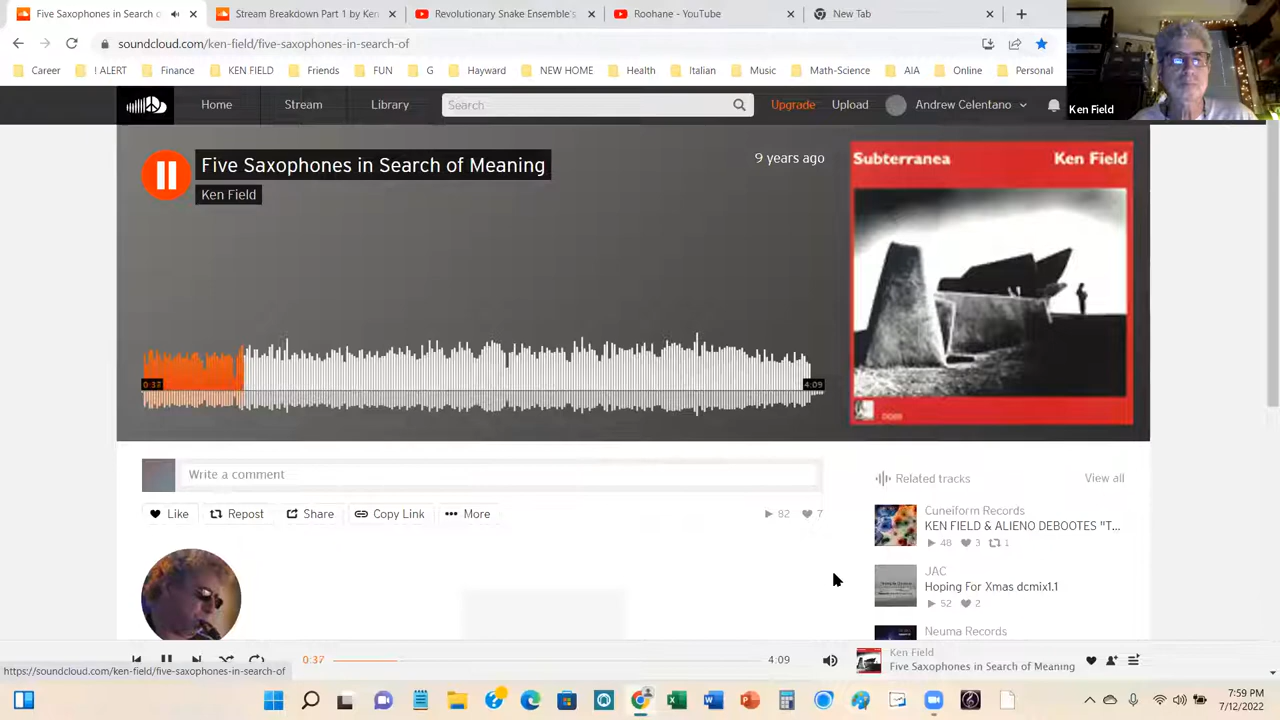 Five Saxophones in Search o
Stream Breakdown Part 1 by
Revolutionary Snake Ensemble's
Roohane - YouTube
New Tab
soundcloud.com/ken-field/five-saxophones-in-search-of
Career
! ALERT
Finance
KEN FIELD
Friends
G
Hayward
NEW HOME
Health
Italian
Music
AIA
Online
Personal
Ken Field
Home
Stream
Library
Search
Upgrade
Upload
Andrew Celentano
Five Saxophones in Search of Meaning
Ken Field
9 years ago
Subterranea
Ken Field
0:37
4:09
Write a comment
Like
Repost
Share
Copy Link
More
82
7
Related tracks
View all
Cuneiform Records
KEN FIELD & ALIENO DEBOOTES "T...
48
3
1
JAC
Hoping For Xmas dcmix1.1
52
2
Neuma Records
https://soundcloud.com/ken-field/five-saxophones-in-search-of
0:37
4:09
Ken Field
Five Saxophones in Search of Meaning
7:59 PM
7/12/2022